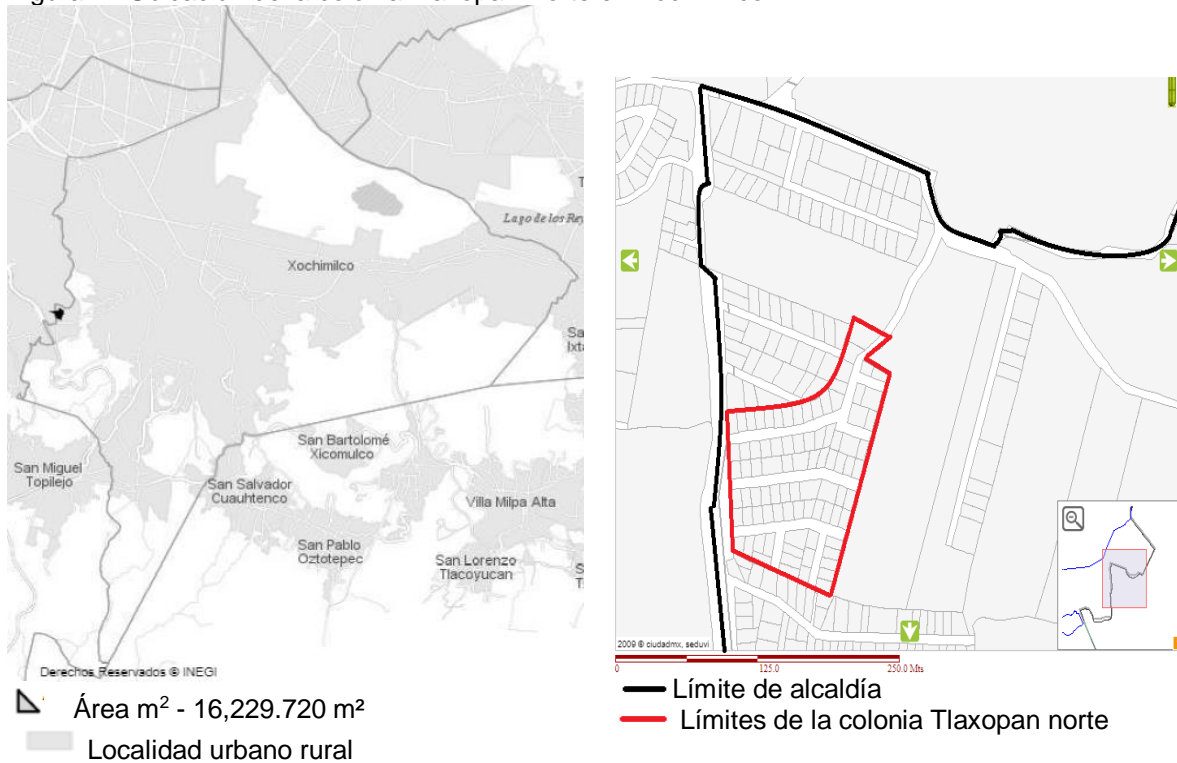 Xochimilco
Lago de los Rey
San Bartolomé
Xicomulco
San Miguel
Topilejo
San Salvador
Cuauhtenco
Villa Milpa Alta
San Pablo
Oztotepec
San Lorenzo
Tlacoyucan
Derechos Reservados © INEGI
Área m² - 16,229.720 m²
Localidad urbano rural
2009 © ciudadmx, seduvi
0 125.0 250.0 Mts
Límite de alcaldía
Límites de la colonia Tlaxopan norte